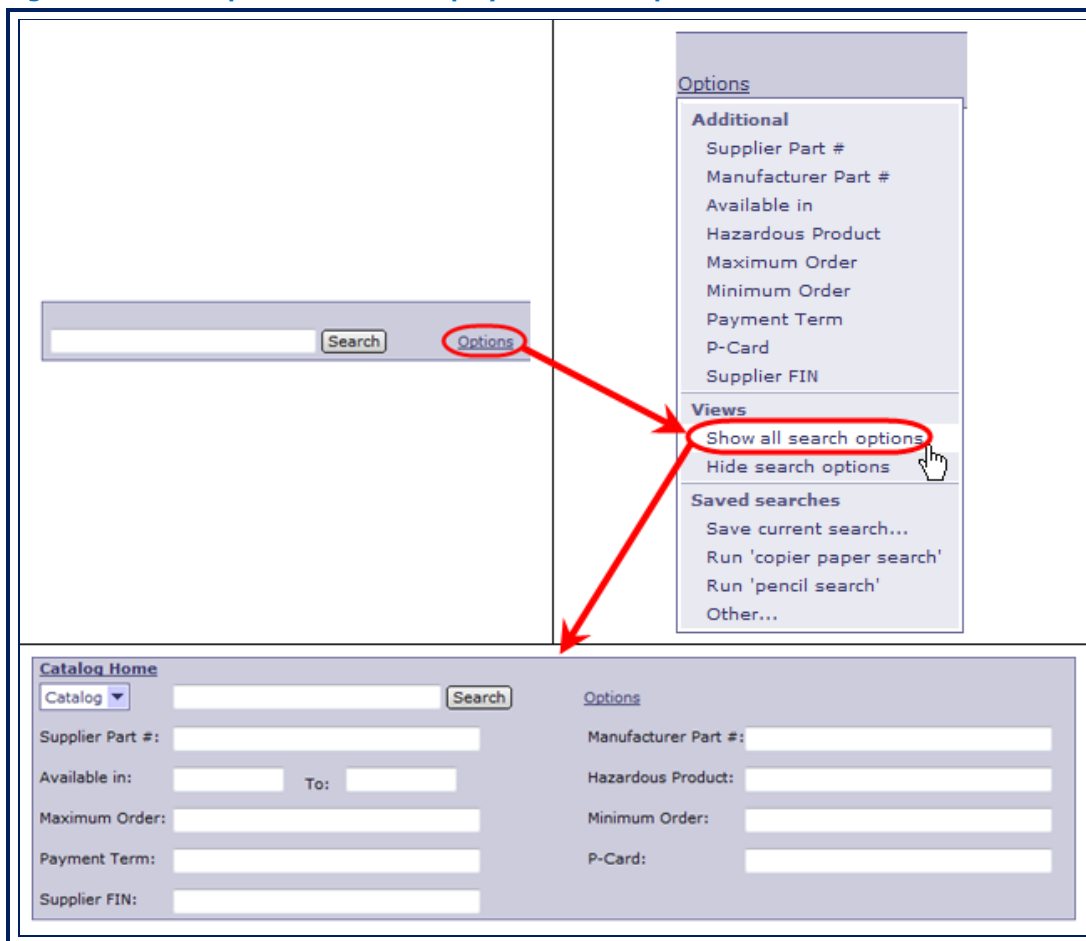 Search Options
Options
Additional
Supplier Part #
Manufacturer Part #
Available in
Hazardous Product
Maximum Order
Minimum Order
Payment Term
P-Card
Supplier FIN
Views
Show all search options
Hide search options
Saved searches
Save current search...
Run 'copier paper search'
Run 'pencil search'
Other...
Catalog Home
Catalog Search Options
Supplier Part #: Manufacturer Part #:
Available in: To: Hazardous Product:
Maximum Order: Minimum Order:
Payment Term: P-Card:
Supplier FIN: